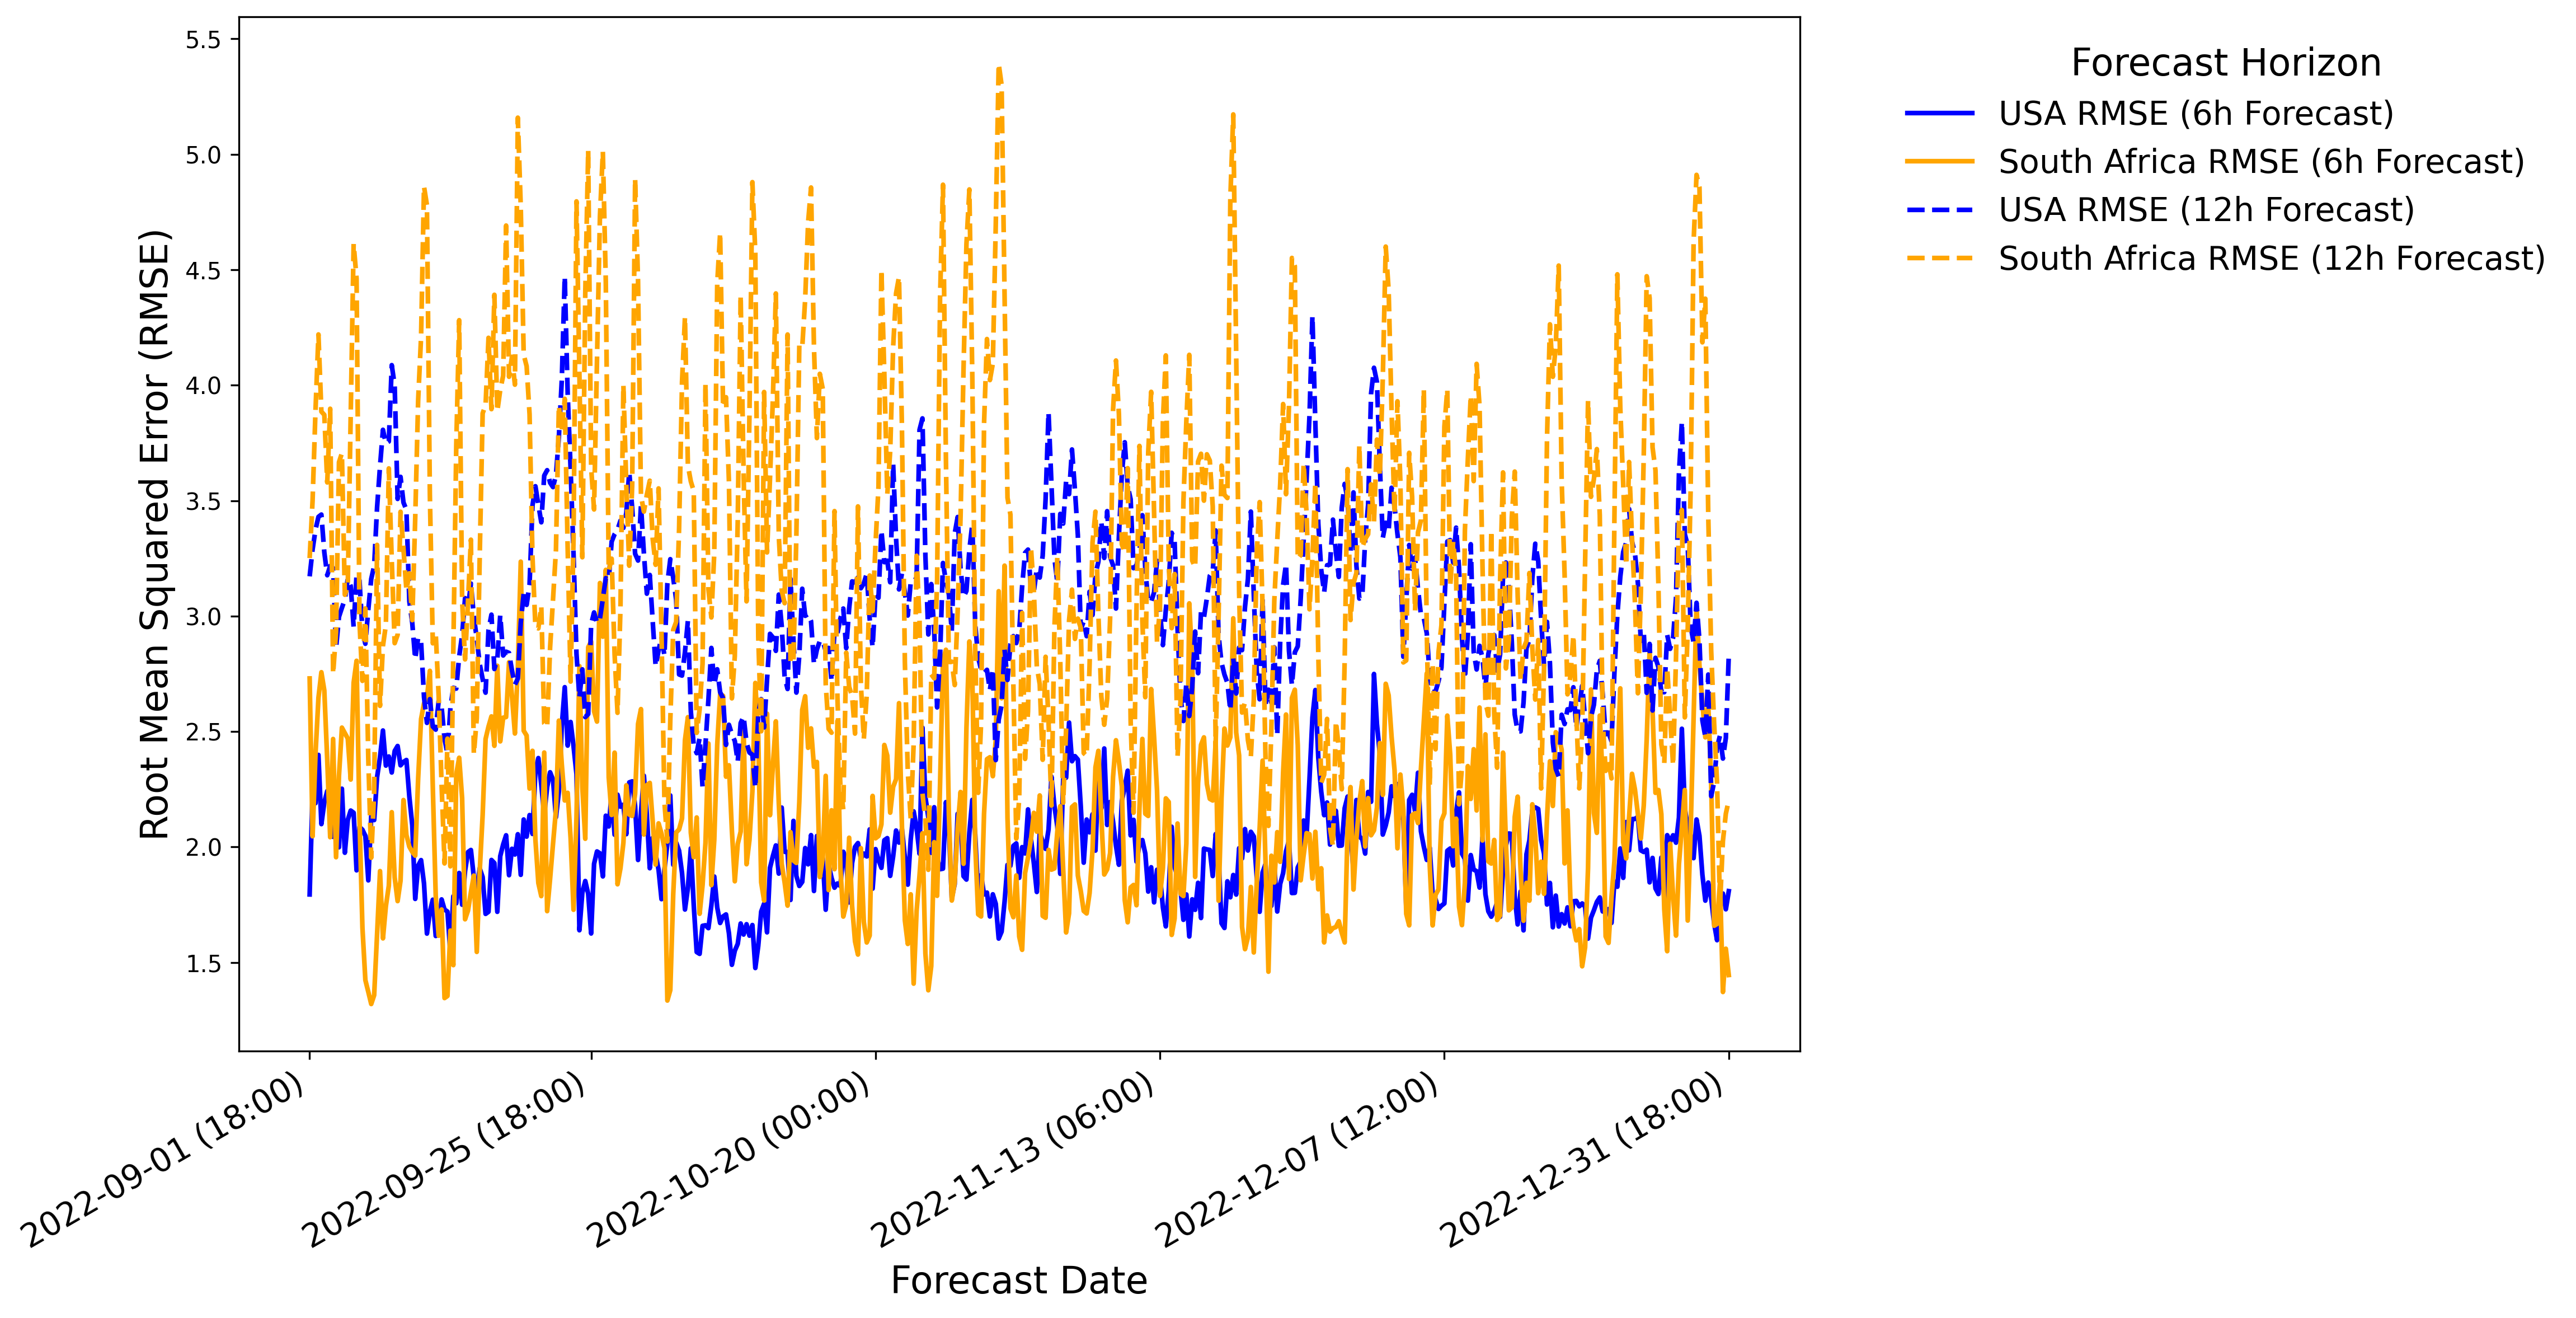 Root Mean Squared Error (RMSE)
5.5
5.0
4.5
4.0
3.5
3.0
2.5
2.0
1.5
2022-09-01 (18:00)
2022-09-25 (18:00)
2022-10-20 (00:00)
2022-11-13 (06:00)
2022-12-07 (12:00)
2022-12-31 (18:00)
Forecast Date
Forecast Horizon
USA RMSE (6h Forecast)
South Africa RMSE (6h Forecast)
USA RMSE (12h Forecast)
South Africa RMSE (12h Forecast)